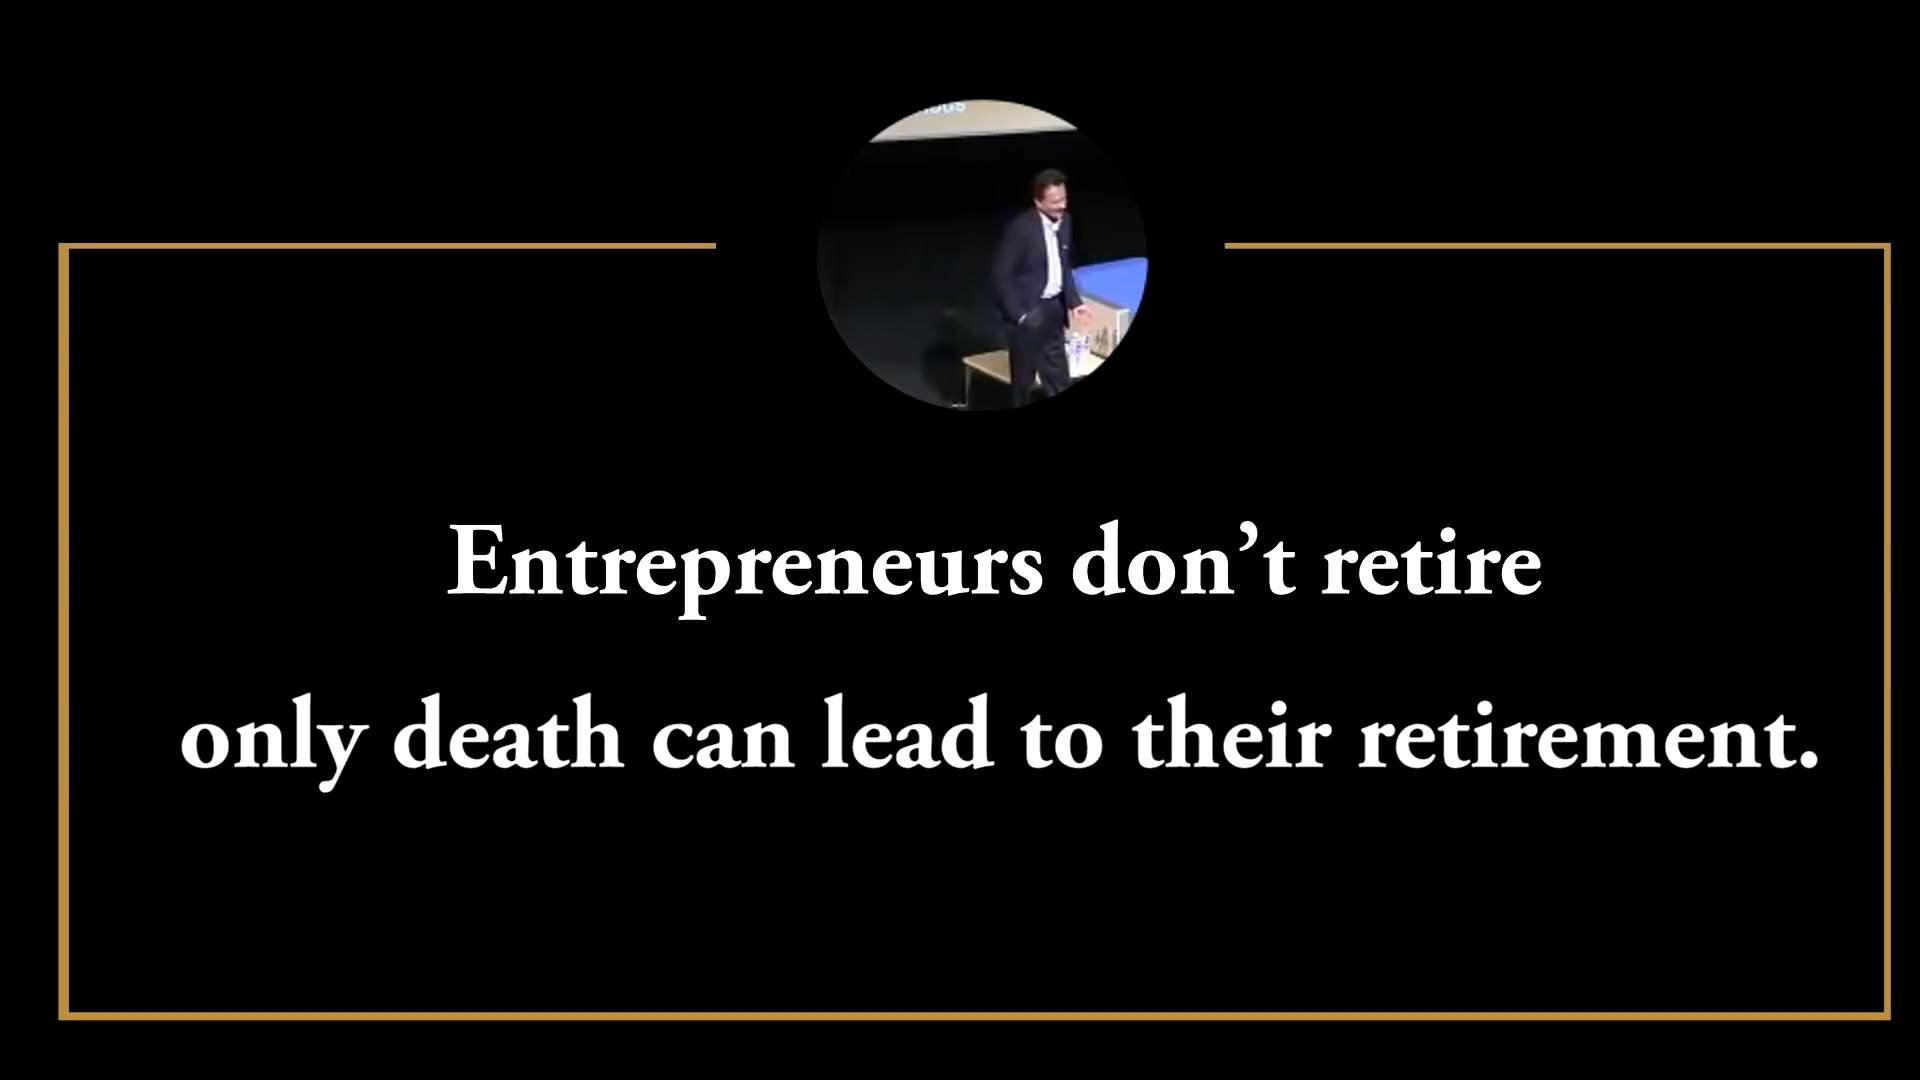 Entrepreneurs don’t retire
only death can lead to their retirement.